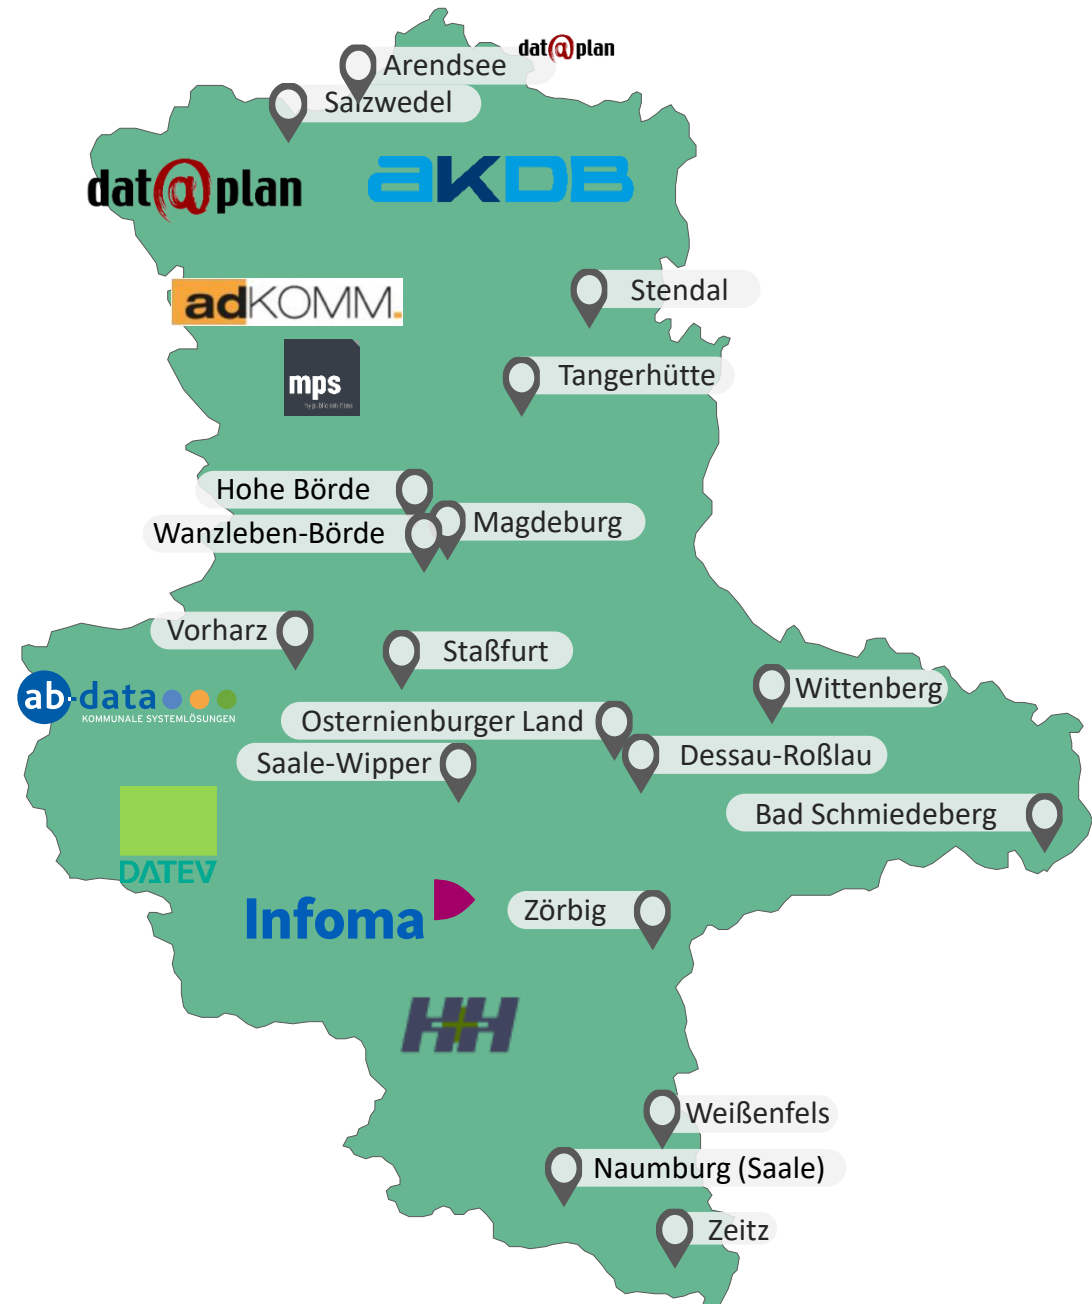 dat@plan
Arendsee
Salzwedel
dat@plan
AKDB
Stendal
adKOMM.
mps
Tangerhütte
Hohe Börde
Magdeburg
Wanzleben-Börde
Vorharz
Staßfurt
Wittenberg
ab-data
KOMMUNALE SYSTEMLÖSUNGEN
Osternienburger Land
Dessau-Roßlau
Saale-Wipper
Bad Schmiedeberg
DATEV
Infoma
Zörbig
H+H
Weißenfels
Naumburg (Saale)
Zeitz